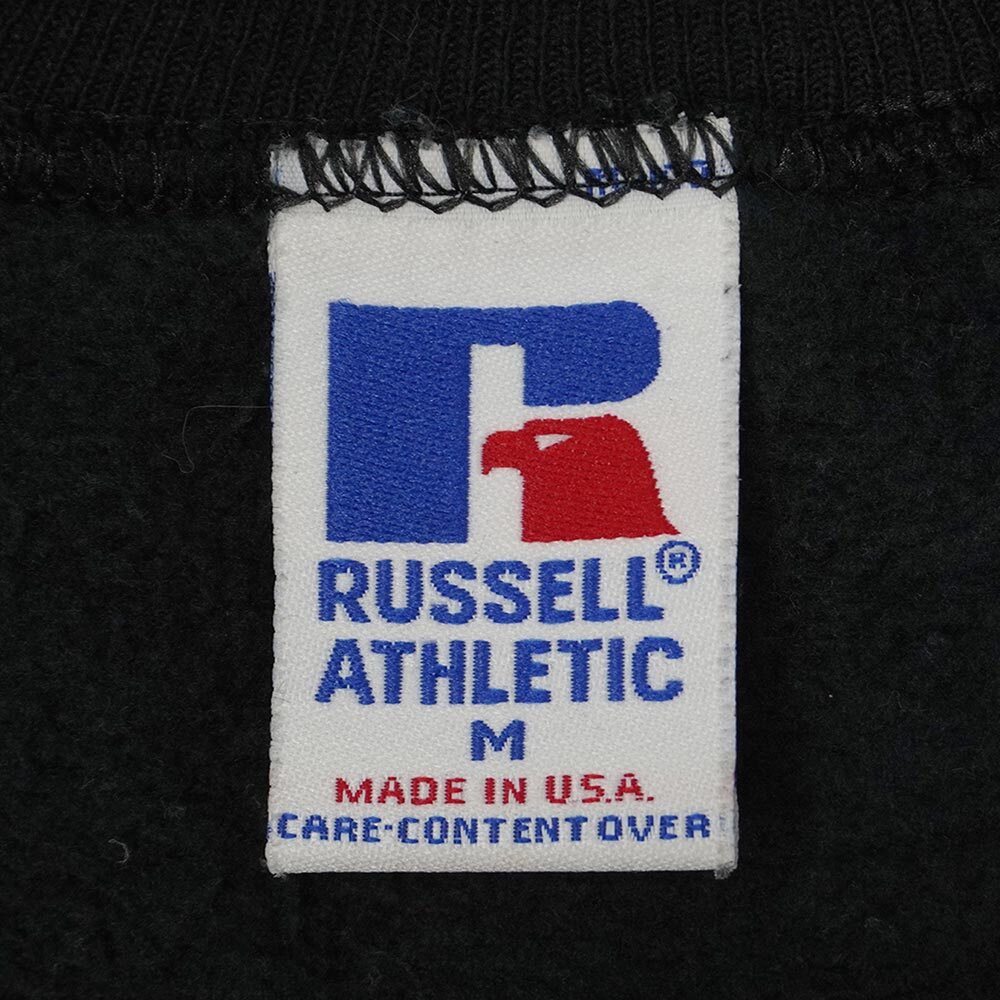 RUSSELL®
ATHLETIC
M
MADE IN U.S.A.
CARE-CONTENT OVER